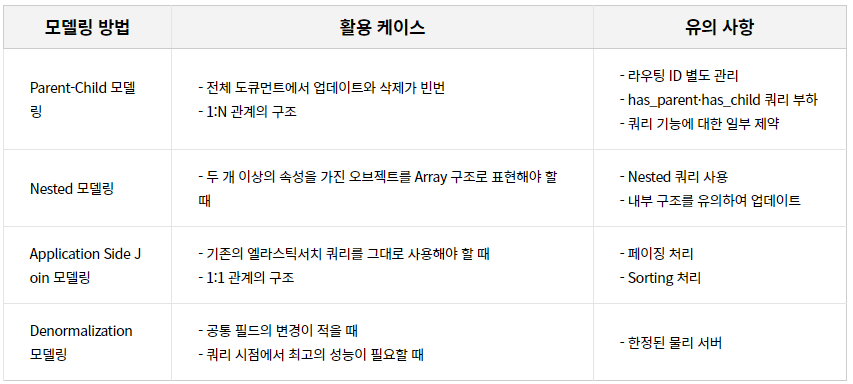 모델링 방법 활용 케이스 유의 사항
Parent-Child 모델
링
- 전체 도큐먼트에서 업데이트와 삭제가 빈번
- 1:N 관계의 구조
- 라우팅 ID 별도 관리
- has_parent·has_child 쿼리 부하
- 쿼리 기능에 대한 일부 제약
Nested 모델링
- 두 개 이상의 속성을 가진 오브젝트를 Array 구조로 표현해야 할
때
- Nested 쿼리 사용
- 내부 구조를 유의하여 업데이트
Application Side J
oin 모델링
- 기존의 엘라스틱서치 쿼리를 그대로 사용해야 할 때
- 1:1 관계의 구조
- 페이징 처리
- Sorting 처리
Denormalization
모델링
- 공통 필드의 변경이 적을 때
- 쿼리 시점에서 최고의 성능이 필요할 때
- 한정된 물리 서버